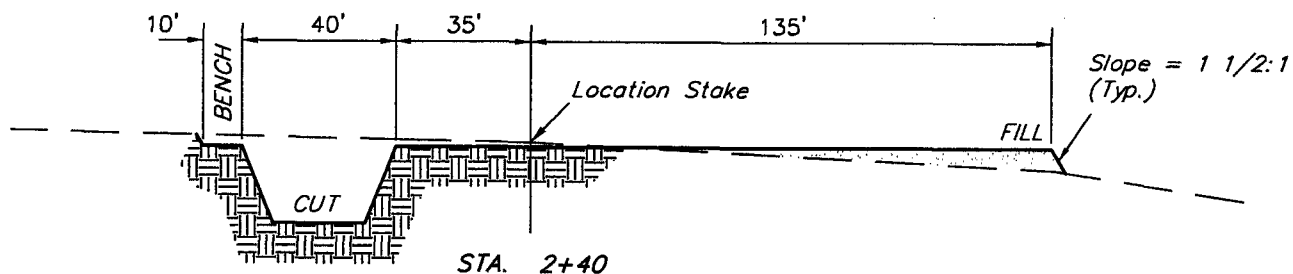 10' 40' 35' 135'
BENCH
Slope = 1 1/2:1
(Typ.)
Location Stake
FILL
CUT
STA. 2+40